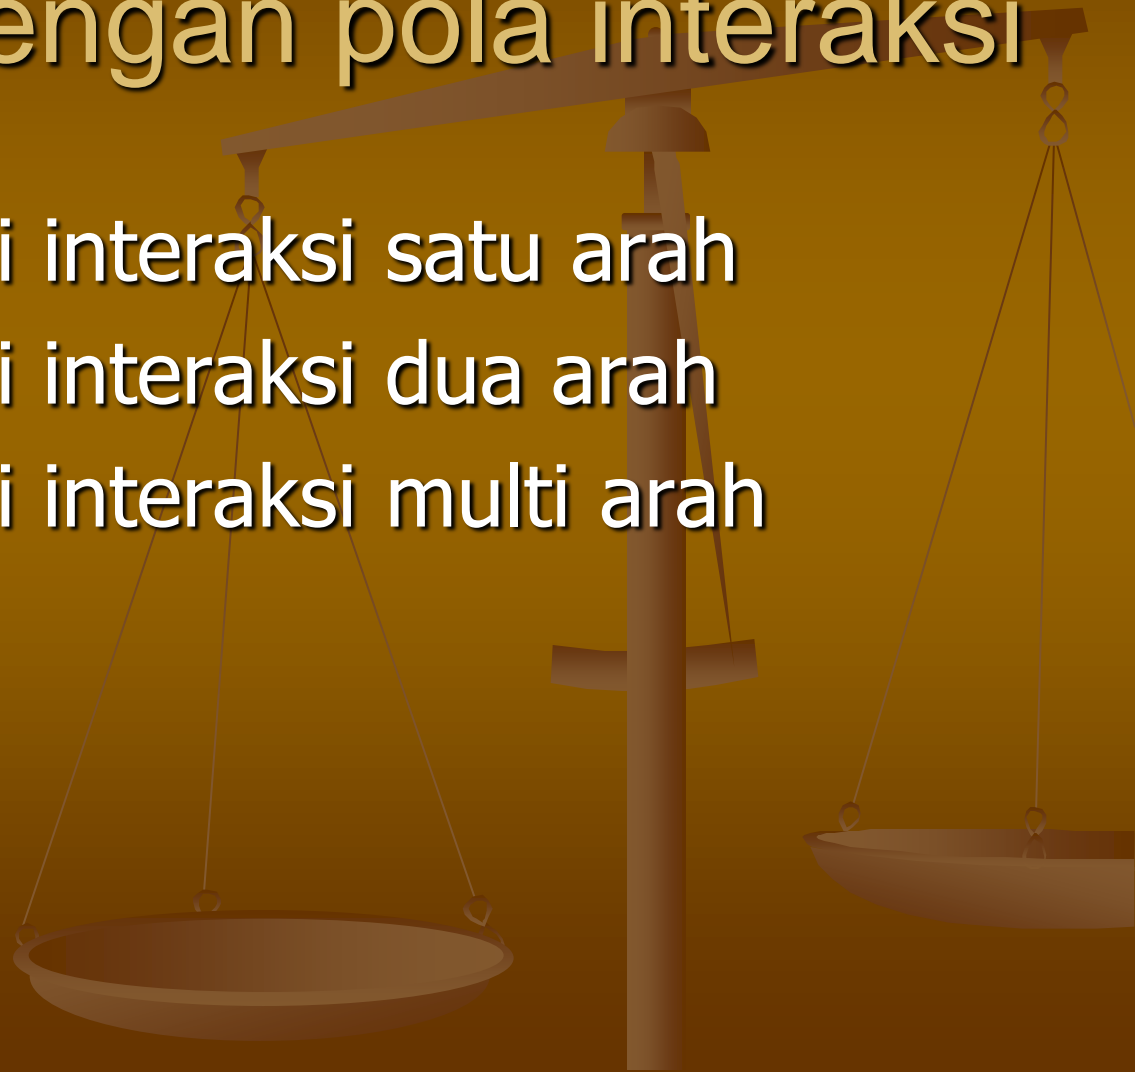 engan pola interaksi
i interaksi satu arah
i interaksi dua arah
i interaksi multi arah